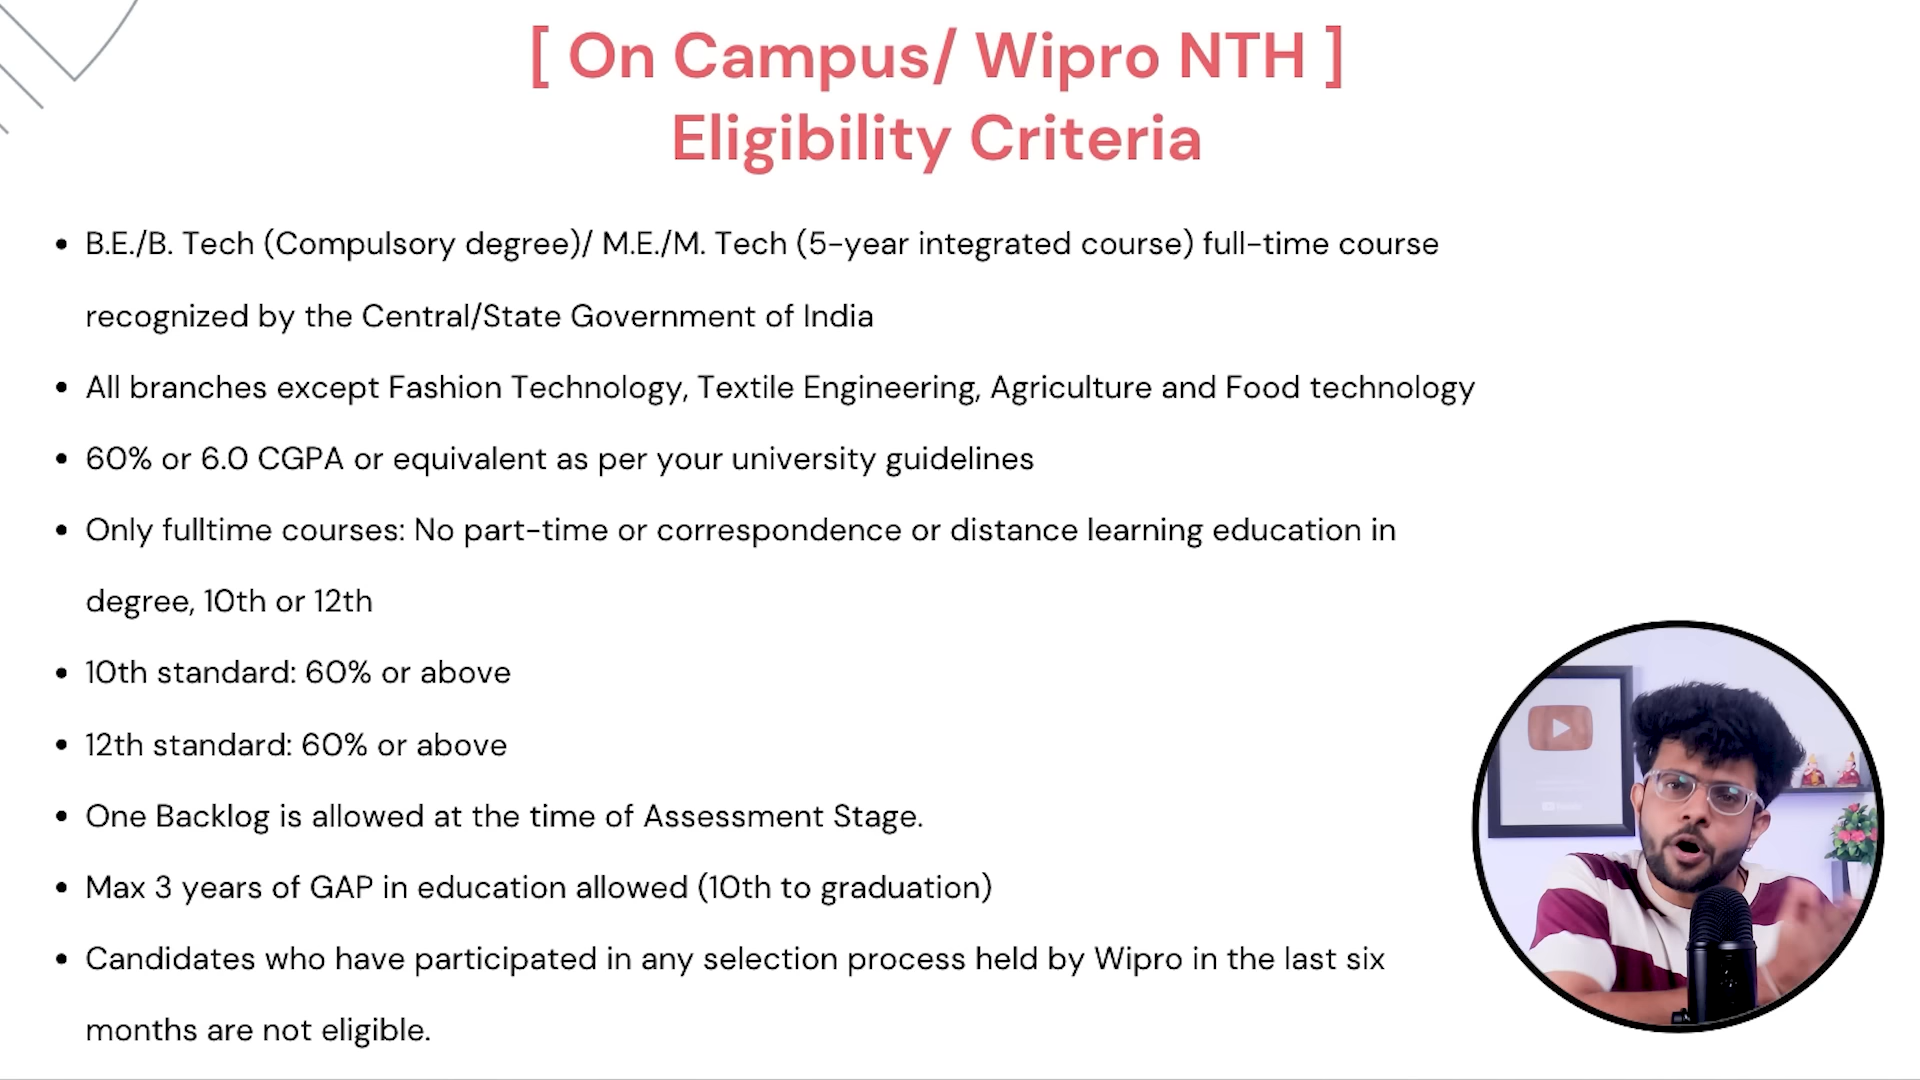 [ On Campus/ Wipro NTH ]
Eligibility Criteria
• B.E./B. Tech (Compulsory degree)/ M.E./M. Tech (5-year integrated course) full-time course
recognized by the Central/State Government of India
• All branches except Fashion Technology, Textile Engineering, Agriculture and Food technology
• 60% or 6.0 CGPA or equivalent as per your university guidelines
• Only fulltime courses: No part-time or correspondence or distance learning education in
degree, 10th or 12th
• 10th standard: 60% or above
• 12th standard: 60% or above
• One Backlog is allowed at the time of Assessment Stage.
• Max 3 years of GAP in education allowed (10th to graduation)
• Candidates who have participated in any selection process held by Wipro in the last six
months are not eligible.